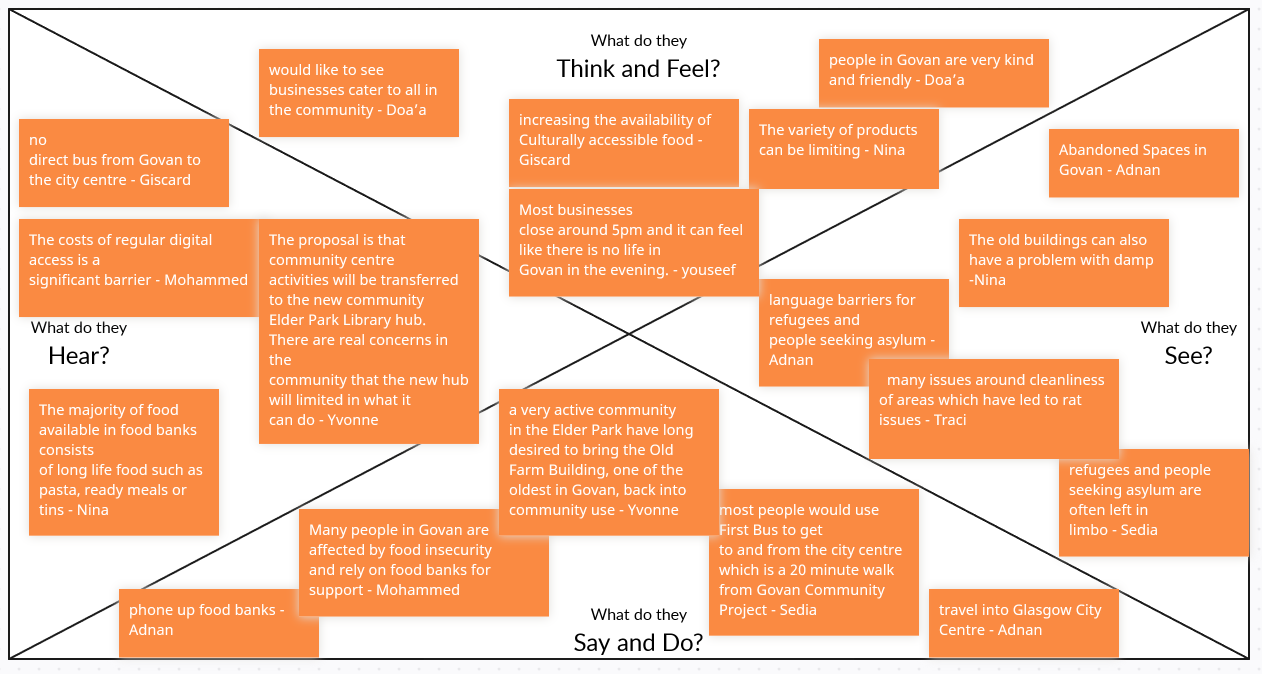 What do they
Think and Feel?
would like to see
businesses cater to all in
the community - Doa’a
people in Govan are very kind
and friendly - Doa’a
increasing the availability of
Culturally accessible food -
Giscard
The variety of products
can be limiting - Nina
Most businesses
close around 5pm and it can feel
like there is no life in
Govan in the evening. - youseef
no
direct bus from Govan to
the city centre - Giscard
The costs of regular digital
access is a
significant barrier - Mohammed
The proposal is that
community centre
activities will be transferred
to the new community
Elder Park Library hub.
There are real concerns in
the
community that the new hub
will limited in what it
can do - Yvonne
What do they
Hear?
The majority of food
available in food banks
consists
of long life food such as
pasta, ready meals or
tins - Nina
Abandoned Spaces in
Govan - Adnan
The old buildings can also
have a problem with damp
-Nina
language barriers for
refugees and
people seeking asylum -
Adnan
What do they
See?
many issues around cleanliness
of areas which have led to rat
issues - Traci
refugees and people
seeking asylum are
often left in
limbo - Sedia
a very active community
in the Elder Park have long
desired to bring the Old
Farm Building, one of the
oldest in Govan, back into
community use - Yvonne
Many people in Govan are
affected by food insecurity
and rely on food banks for
support - Mohammed
most people would use
First Bus to get
to and from the city centre
which is a 20 minute walk
from Govan Community
Project - Sedia
phone up food banks -
Adnan
What do they
Say and Do?
travel into Glasgow City
Centre - Adnan